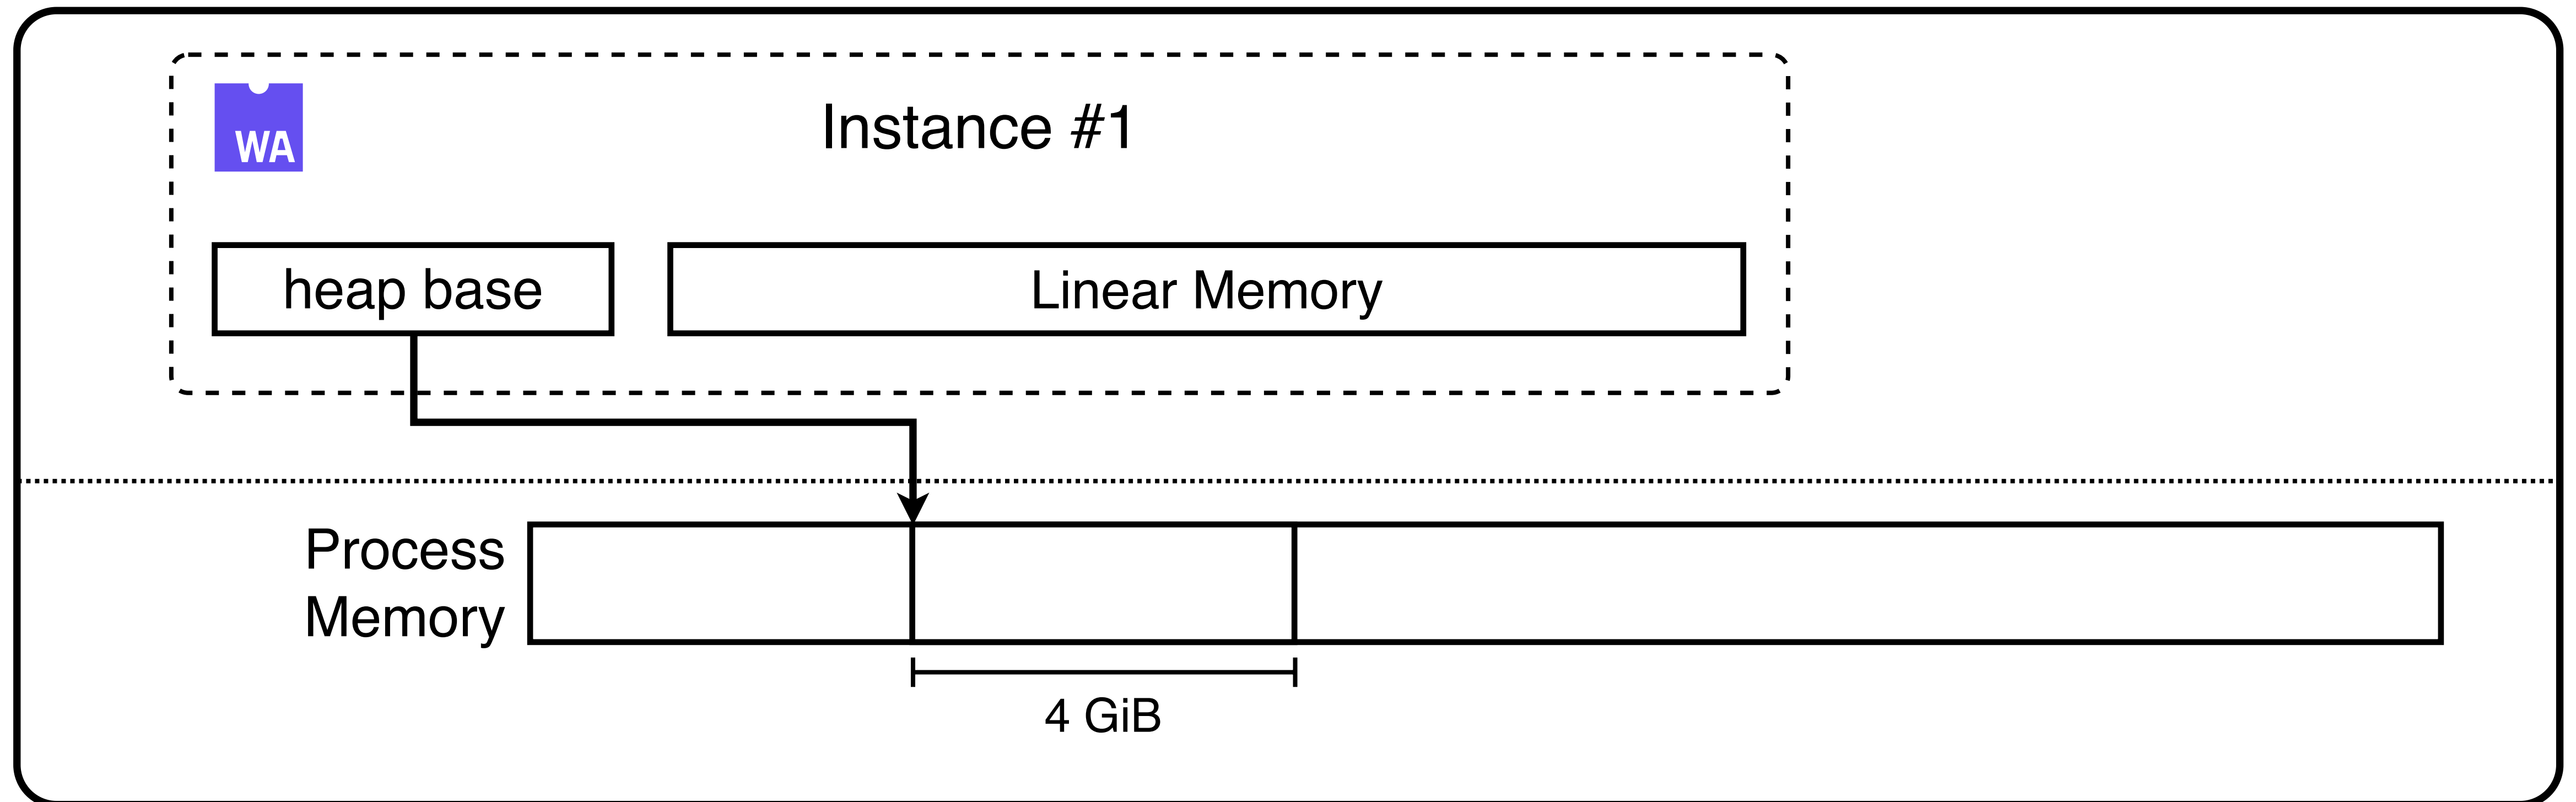 WA
Instance #1
heap base
Linear Memory
Process
Memory
4 GiB